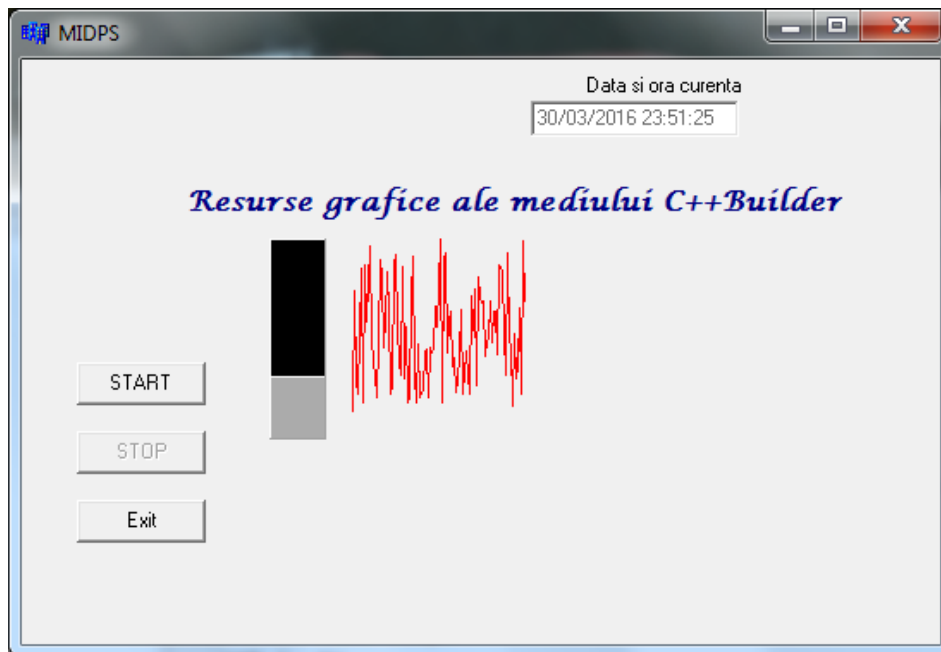 MIDPS
Data si ora curenta
30/03/2016 23:51:25
Resurse grafice ale mediului C++Builder
START
STOP
Exit